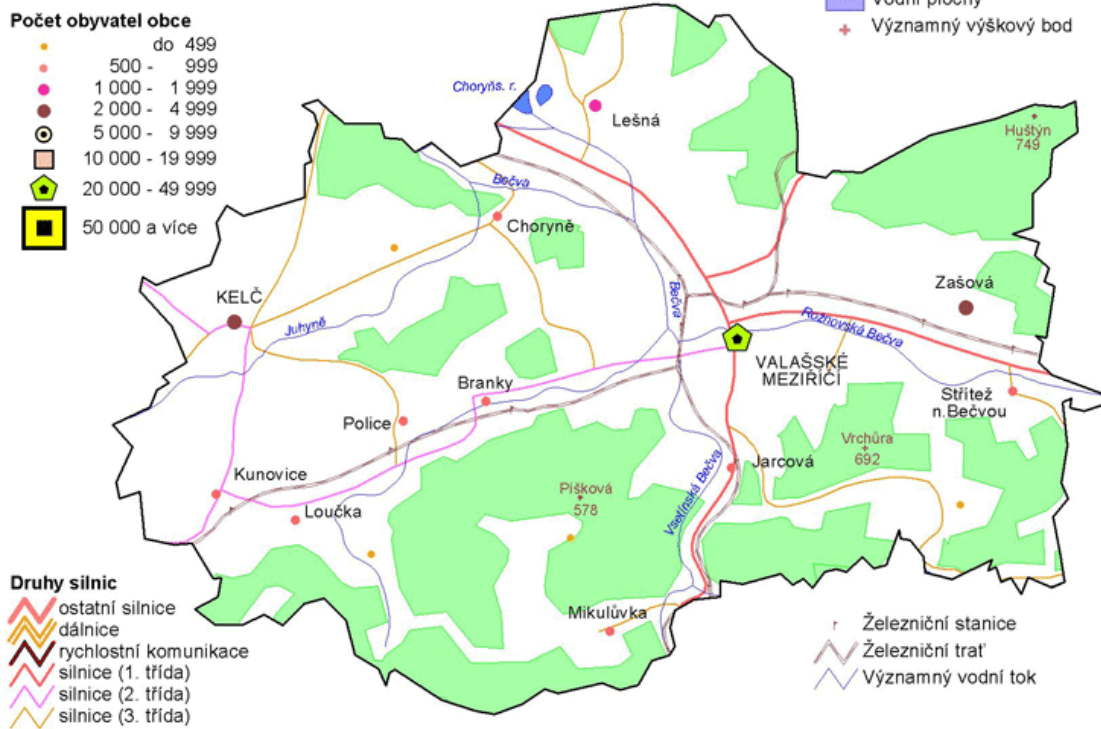 Počet obyvatel obce
do 499
500 - 999
1 000 - 1 999
2 000 - 4 999
5 000 - 9 999
10 000 - 19 999
20 000 - 49 999
50 000 a více
Vodní plochy
Významný výškový bod
Choryňs. r.
Lešná
Huštýn
749
Bečva
Choryně
KELČ
Juhyně
Bečva
Zašová
Rožnovská Bečva
VALAŠSKÉ
MEZIŘÍČÍ
Branky
Střítež
n.Bečvou
Police
Vrchůra
692
Kunovice
Jarcová
Píšková
578
Loučka
Vsetínská Bečva
Mikulůvka
Druhy silnic
ostatní silnice
dálnice
rychlostní komunikace
silnice (1. třída)
silnice (2. třída)
silnice (3. třída)
Železniční stanice
Železniční trať
Významný vodní tok